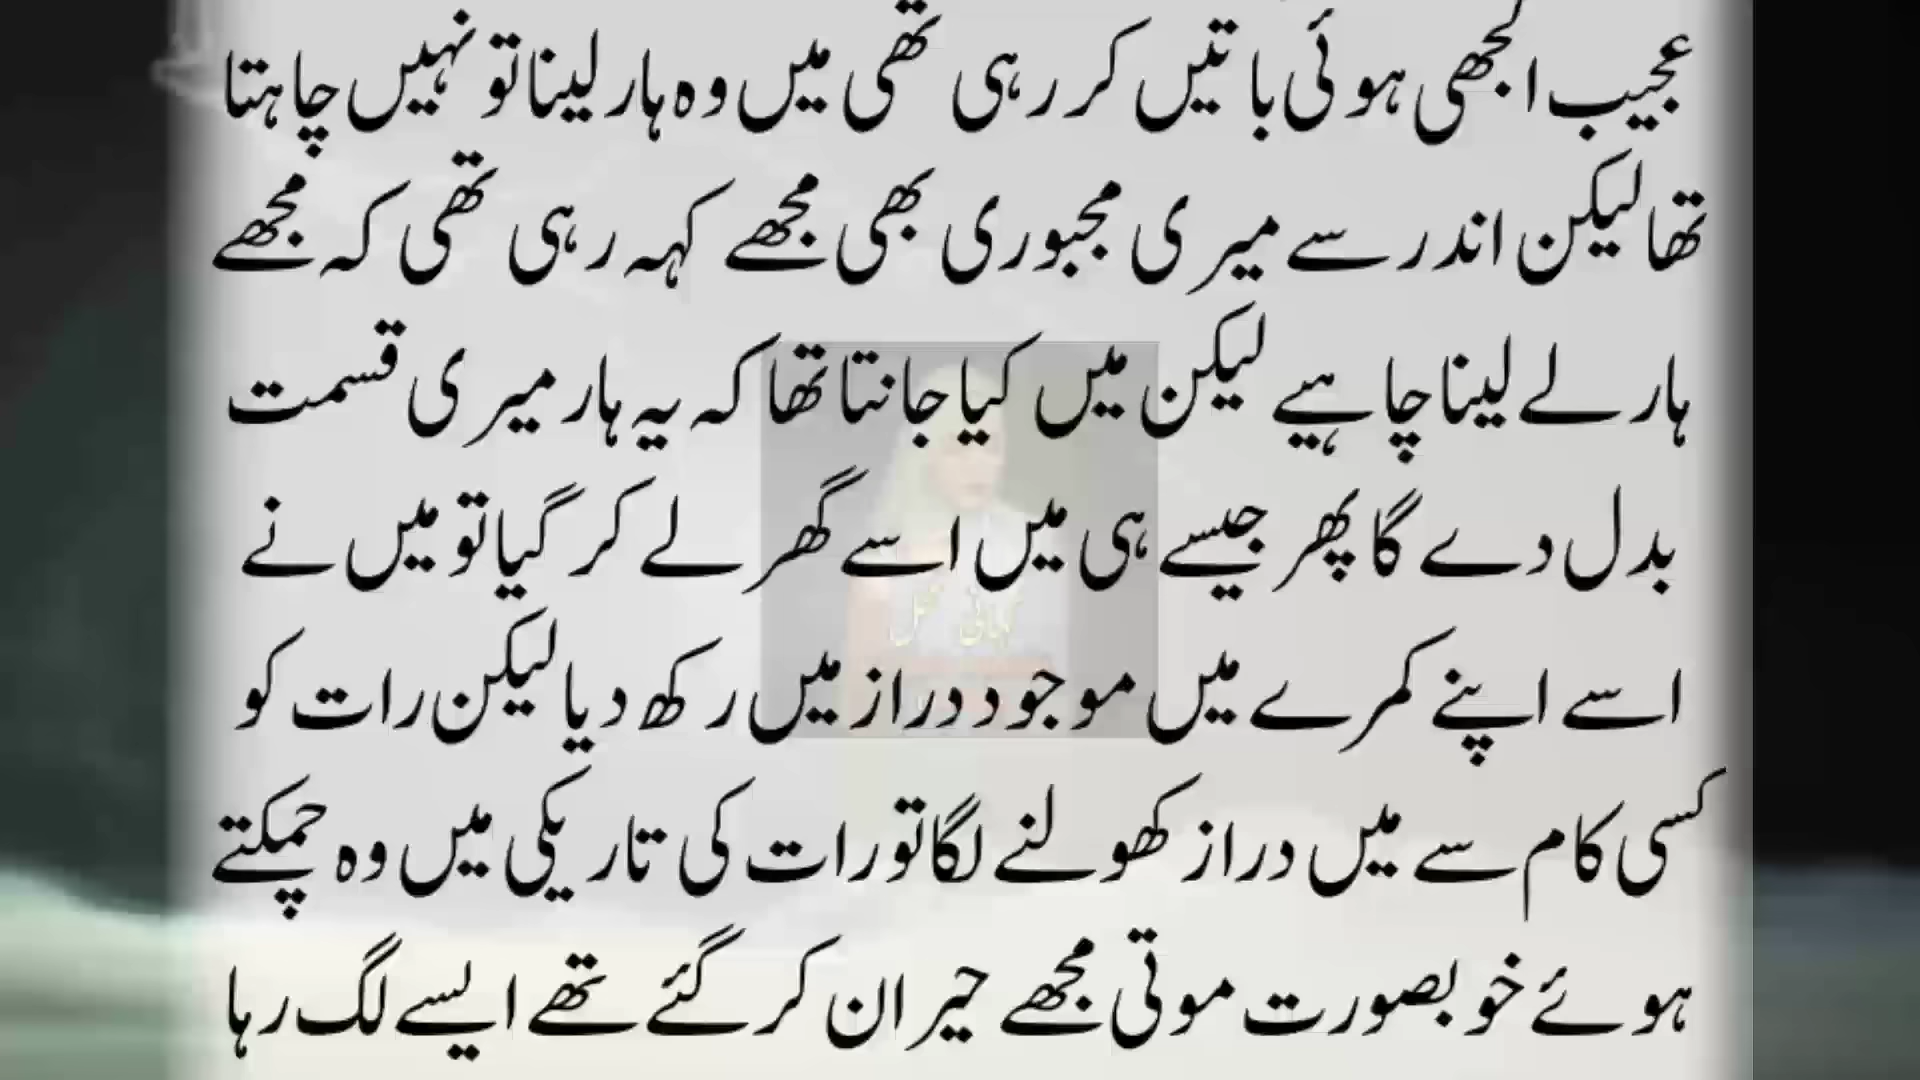 عجیب الجھی ہوئی باتیں کر رہی تھی میں وہ ہار لینا تو نہیں چاہتا
تھا لیکن اندر سے میری مجبوری بھی مجھے کہہ رہی تھی کہ مجھے
ہار لے لینا چاہیے لیکن میں کیا جانتا تھا کہ یہ ہار میری قسمت
بدل دے گا پھر جیسے ہی میں اسے گھر لے کر گیا تو میں نے
اسے اپنے کمرے میں موجود دراز میں رکھ دیا لیکن رات کو
کسی کام سے میں دراز کھولنے لگا تو رات کی تاریکی میں وہ چمکتے
ہوئے خوبصورت موتی مجھے حیران کر گئے تھے ایسے لگ رہا